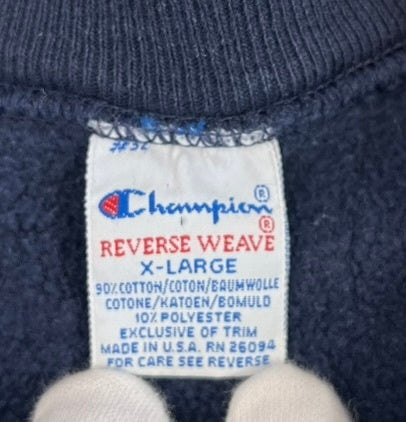 Champion®
®
REVERSE WEAVE
X-LARGE
90% COTTON/COTON/BAUMWOLLE
COTONE/KATOEN/BOMULD
10% POLYESTER
EXCLUSIVE OF TRIM
MADE IN U.S.A. RN 26094
FOR CARE SEE REVERSE